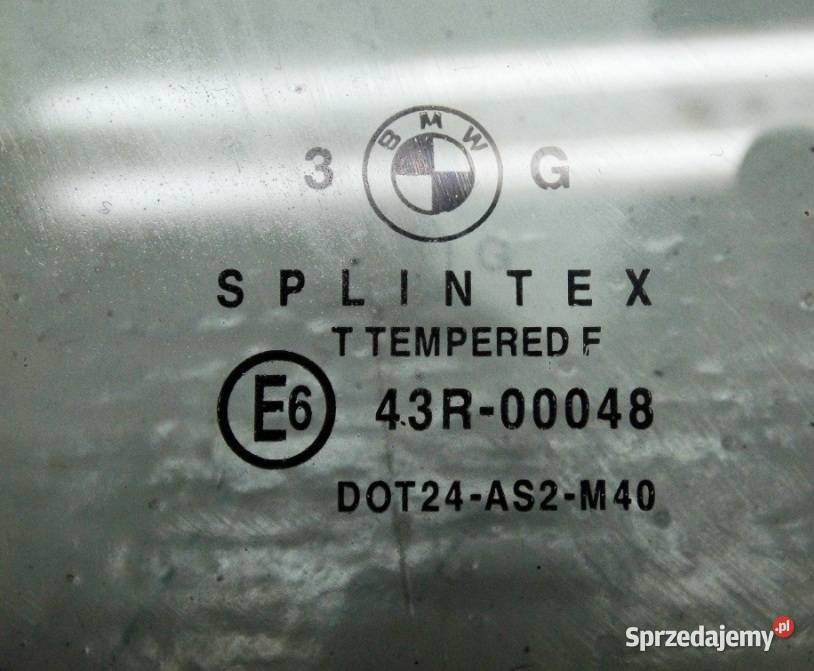 BMW
3 G
SPLINTEX
T TEMPERED F
E6 43R-00048
DOT24-AS2-M40
Sprzedajemy.pl